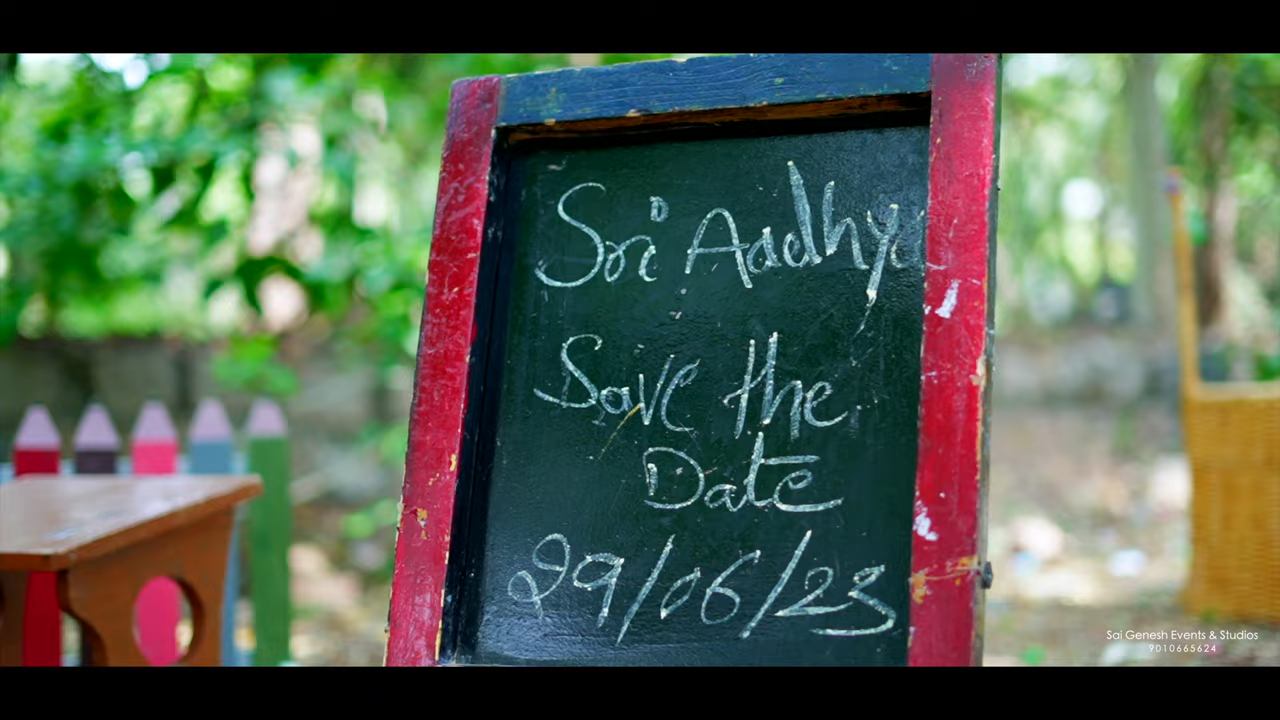 Sri Aadhya
Save the
Date
29/06/23
Sai Genesh Events & Studios
9010665624